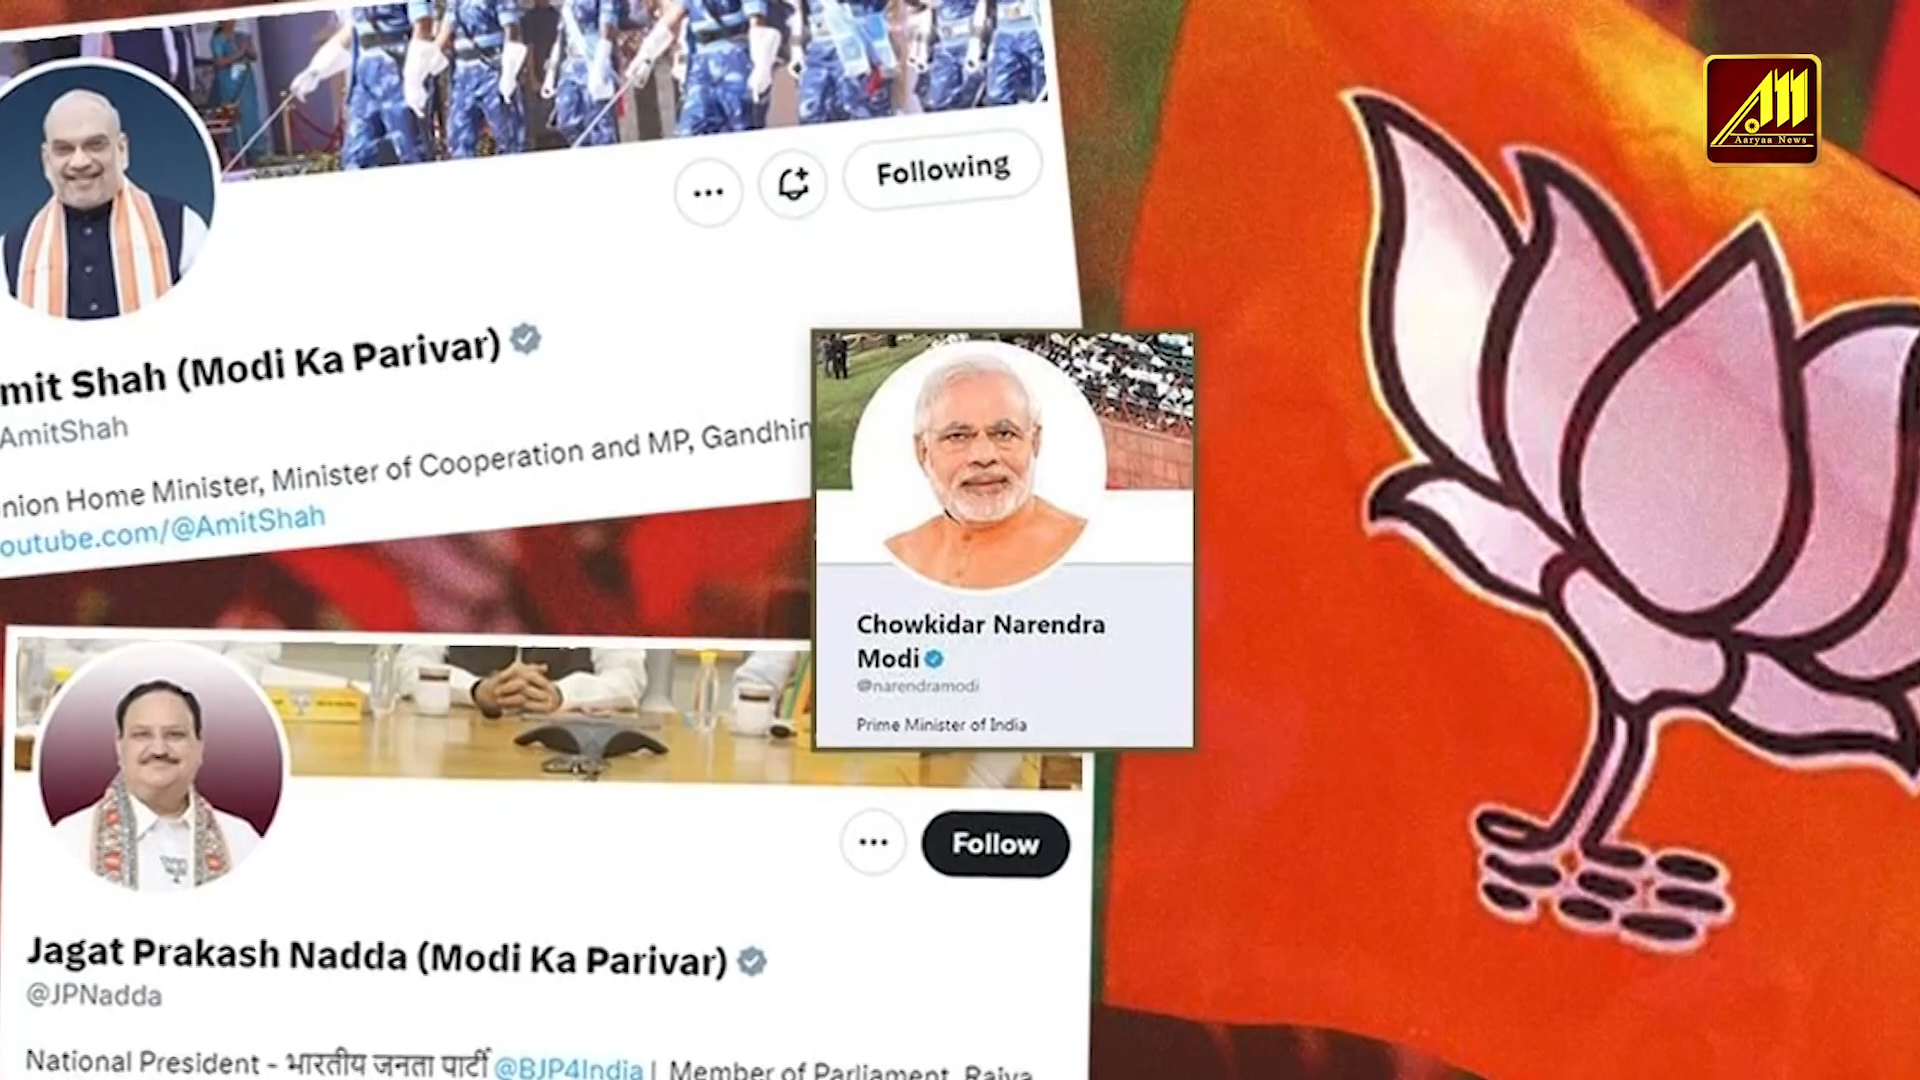 Aaryaa News
Following
mit Shah (Modi Ka Parivar)
AmitShah
nion Home Minister, Minister of Cooperation and MP, Gandhin
outube.com/@AmitShah
Chowkidar Narendra
Modi
@narendramodi
Prime Minister of India
Follow
Jagat Prakash Nadda (Modi Ka Parivar)
@JPNadda
National President - भारतीय जनता पार्टी @BJP4India | Member of Parliament, Rajya